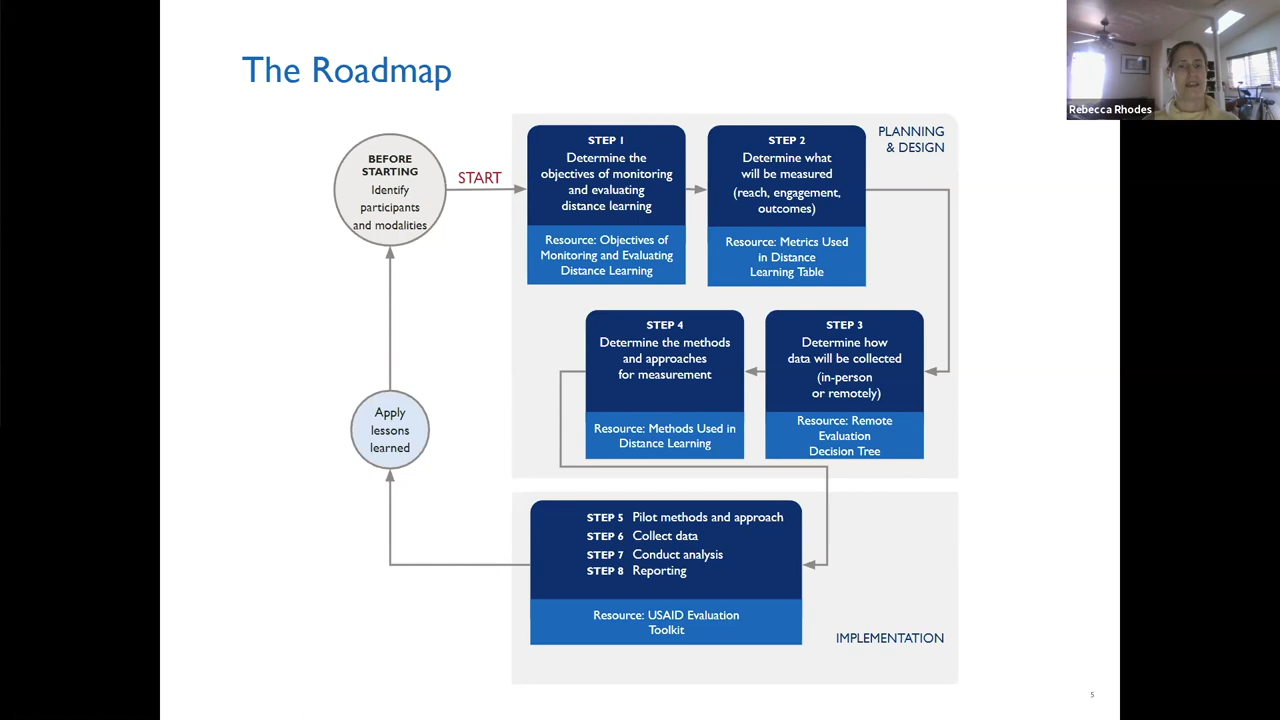 The Roadmap
Rebecca Rhodes
BEFORE
STARTING
Identify
participants
and modalities
START
STEP 1
Determine the
objectives of monitoring
and evaluating
distance learning
Resource: Objectives of
Monitoring and Evaluating
Distance Learning
STEP 2
Determine what
will be measured
(reach, engagement,
outcomes)
Resource: Metrics Used
in Distance
Learning Table
PLANNING
& DESIGN
STEP 3
Determine how
data will be collected
(in-person
or remotely)
Resource: Remote
Evaluation
Decision Tree
STEP 4
Determine the methods
and approaches
for measurement
Resource: Methods Used in
Distance Learning
STEP 5 Pilot methods and approach
STEP 6 Collect data
STEP 7 Conduct analysis
STEP 8 Reporting
Resource: USAID Evaluation
Toolkit
IMPLEMENTATION
Apply
lessons
learned
5